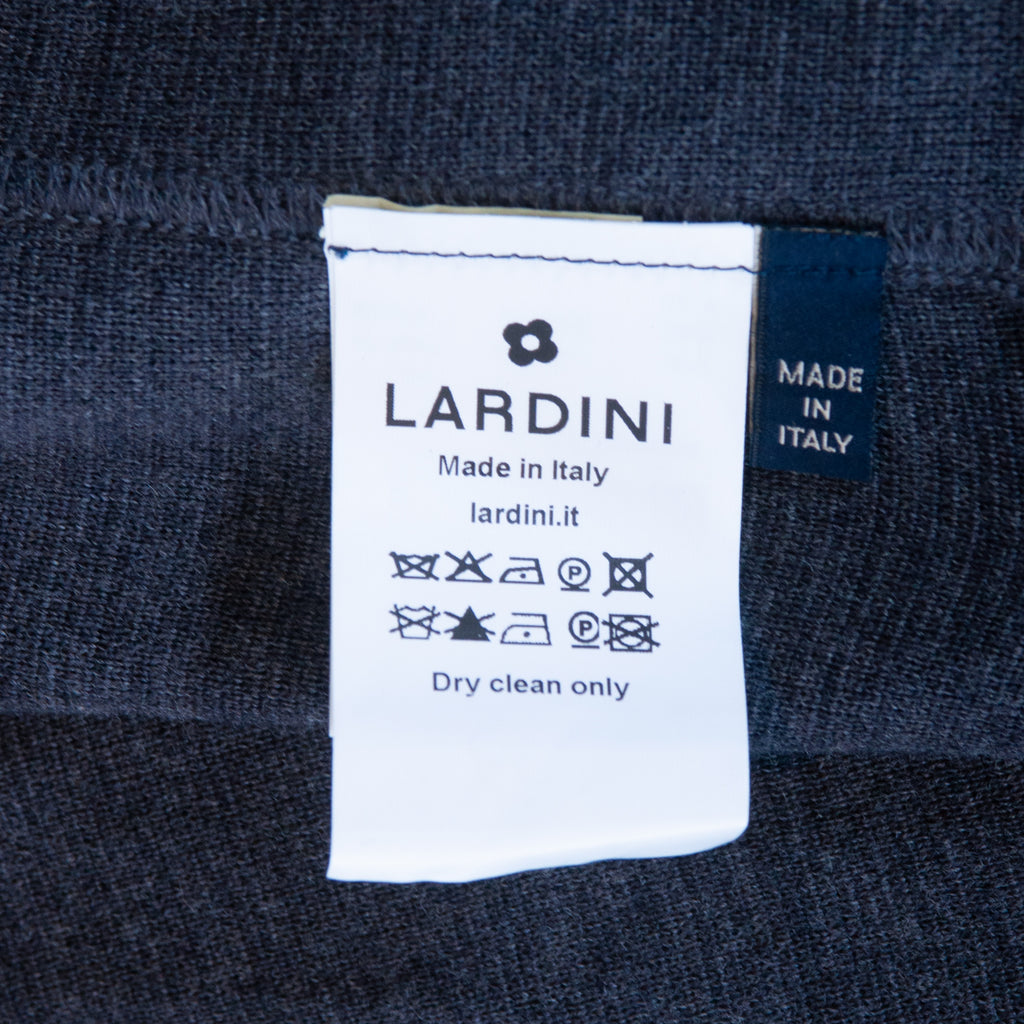 LARDINI
Made in Italy
lardini.it
P
P
Dry clean only
MADE
IN
ITALY